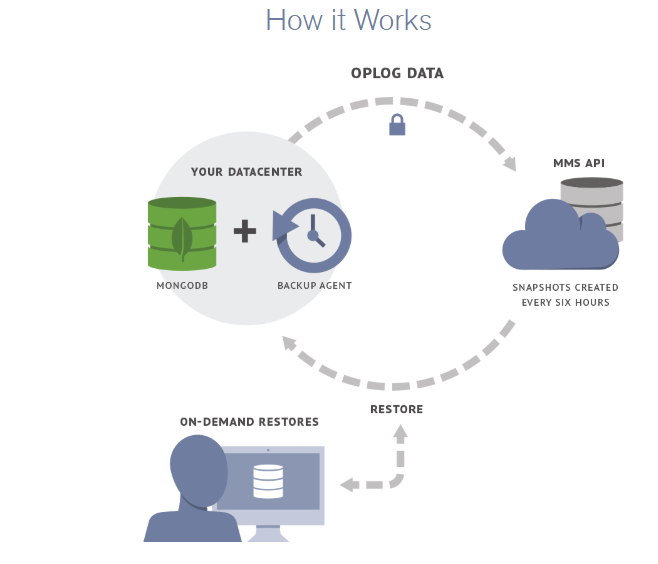 How it Works
OPLOG DATA
YOUR DATACENTER
MONGODB
BACKUP AGENT
MMS API
SNAPSHOTS CREATED
EVERY SIX HOURS
RESTORE
ON-DEMAND RESTORES